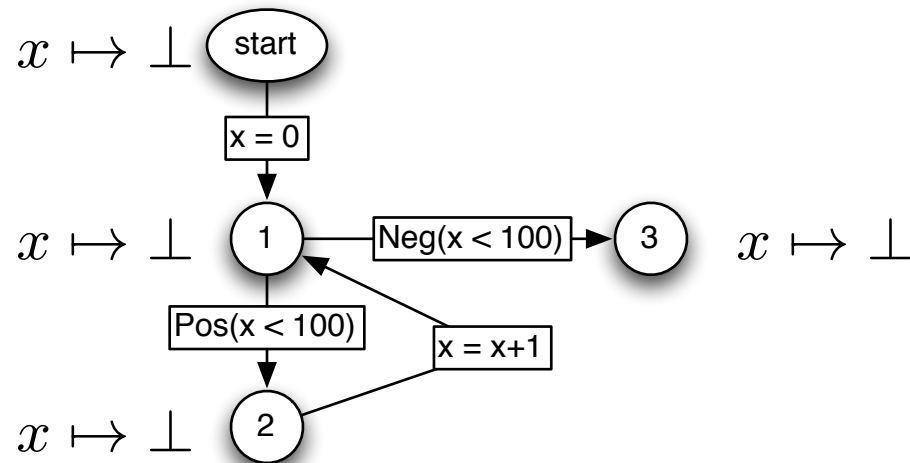 x ↦ ⊥ start
x = 0
x ↦ ⊥ 1 Neg(x < 100) 3 x ↦ ⊥
Pos(x < 100)
x = x+1
x ↦ ⊥ 2